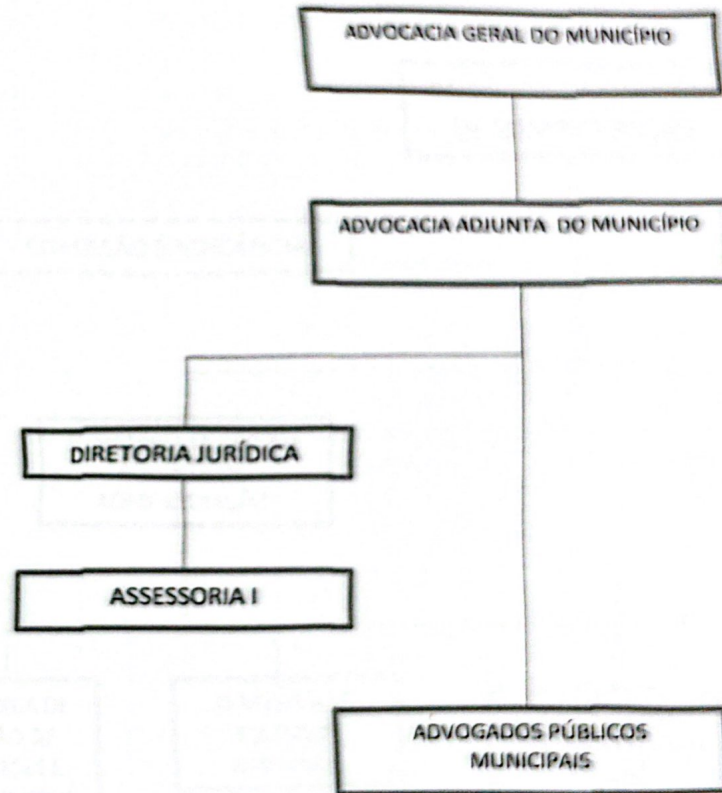 ADVOCACIA GERAL DO MUNICÍPIO
ADVOCACIA ADJUNTA DO MUNICÍPIO
DIRETORIA JURÍDICA
ASSESSORIA I
ADVOGADOS PÚBLICOS
MUNICIPAIS